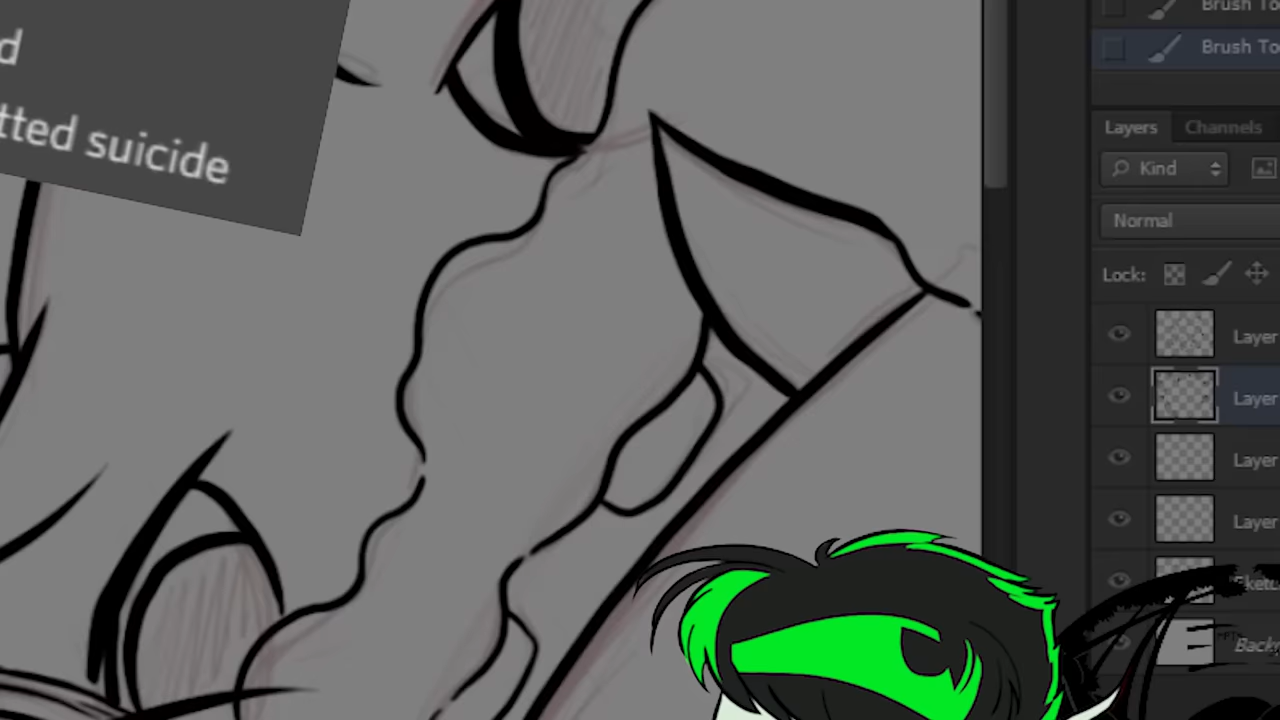 tted suicide
Brush To
Brush To
Layers Channels
Kind
Normal
Lock:
Layer
Layer
Layer
Layer